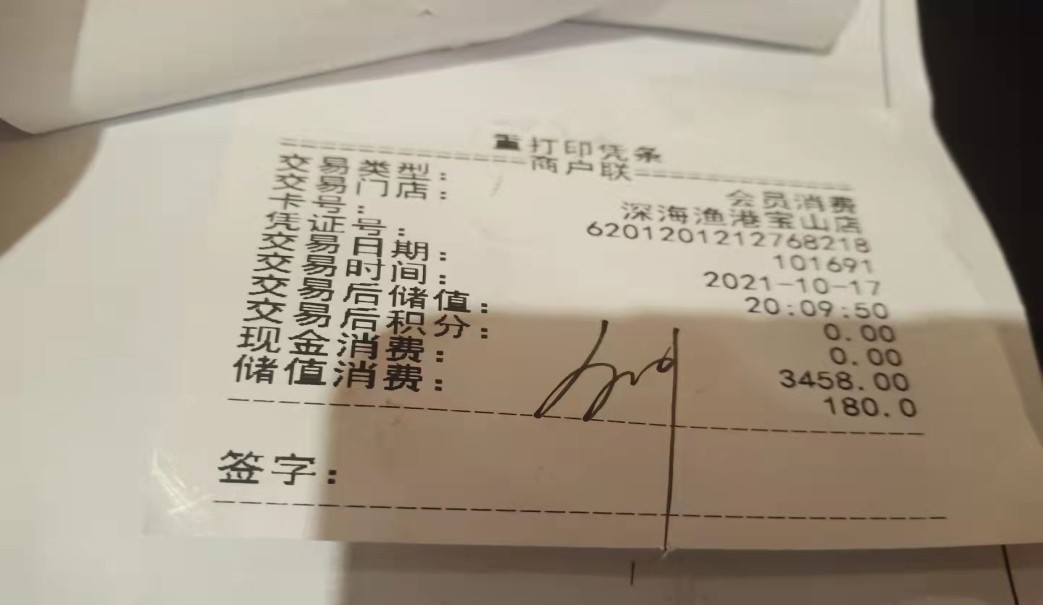 重打印凭条
------------商户联------------
交易类型： 会员消费
交易门店： 深海渔港宝山店
卡号： 6201201212768218
凭证号： 101691
交易日期： 2021-10-17
交易时间： 20:09:50
交易后储值： 0.00
交易后积分： 0.00
现金消费： 3458.00
储值消费： 180.0
签字：